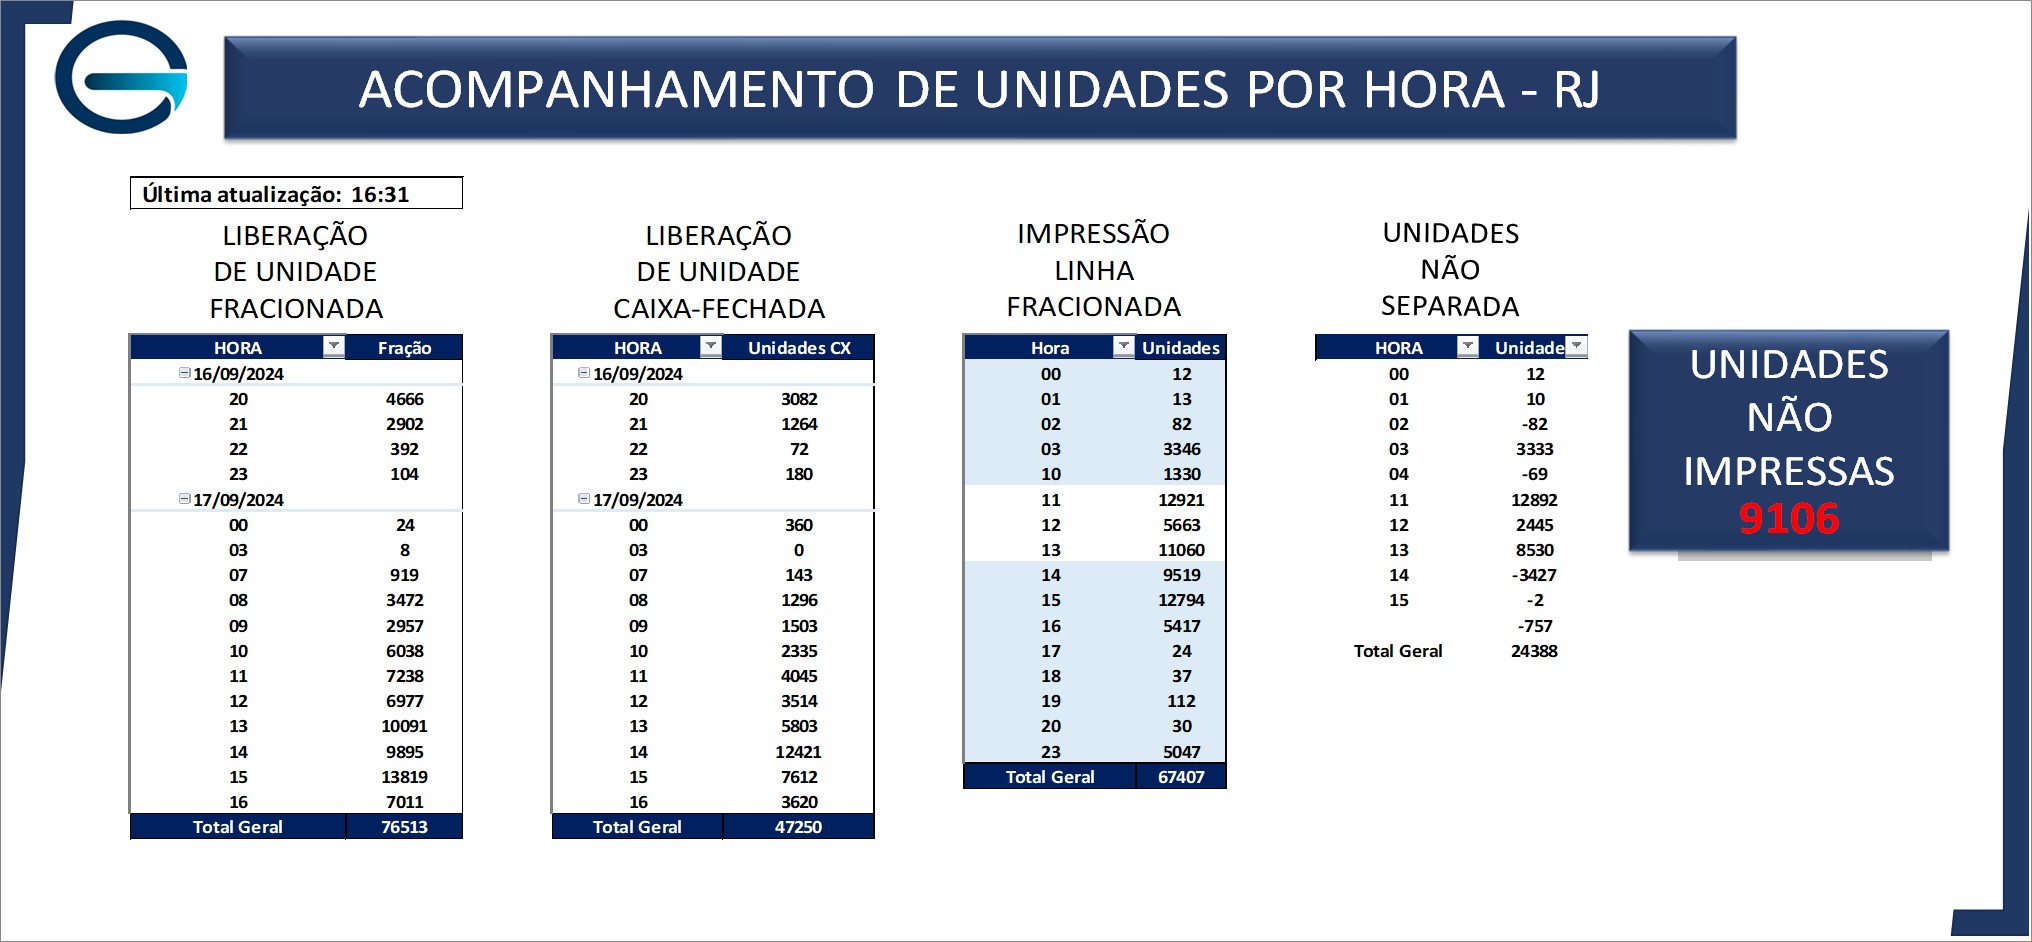 ACOMPANHAMENTO DE UNIDADES POR HORA - RJ
Última atualização: 16:31
LIBERAÇÃO
DE UNIDADE
FRACIONADA
HORA Fração
16/09/2024
20 4666
21 2902
22 392
23 104
17/09/2024
00 24
03 8
07 919
08 3472
09 2957
10 6038
11 7238
12 6977
13 10091
14 9895
15 13819
16 7011
Total Geral 76513
LIBERAÇÃO
DE UNIDADE
CAIXA-FECHADA
HORA Unidades CX
16/09/2024
20 3082
21 1264
22 72
23 180
17/09/2024
00 360
03 0
07 143
08 1296
09 1503
10 2335
11 4045
12 3514
13 5803
14 12421
15 7612
16 3620
Total Geral 47250
IMPRESSÃO
LINHA
FRACIONADA
Hora Unidades
00 12
01 13
02 82
03 3346
10 1330
11 12921
12 5663
13 11060
14 9519
15 12794
16 5417
17 24
18 37
19 112
20 30
23 5047
Total Geral 67407
UNIDADES
NÃO
SEPARADA
HORA Unidade
00 12
01 10
02 -82
03 3333
04 -69
11 12892
12 2445
13 8530
14 -3427
15 -2
-757
Total Geral 24388
UNIDADES
NÃO
IMPRESSAS
9106